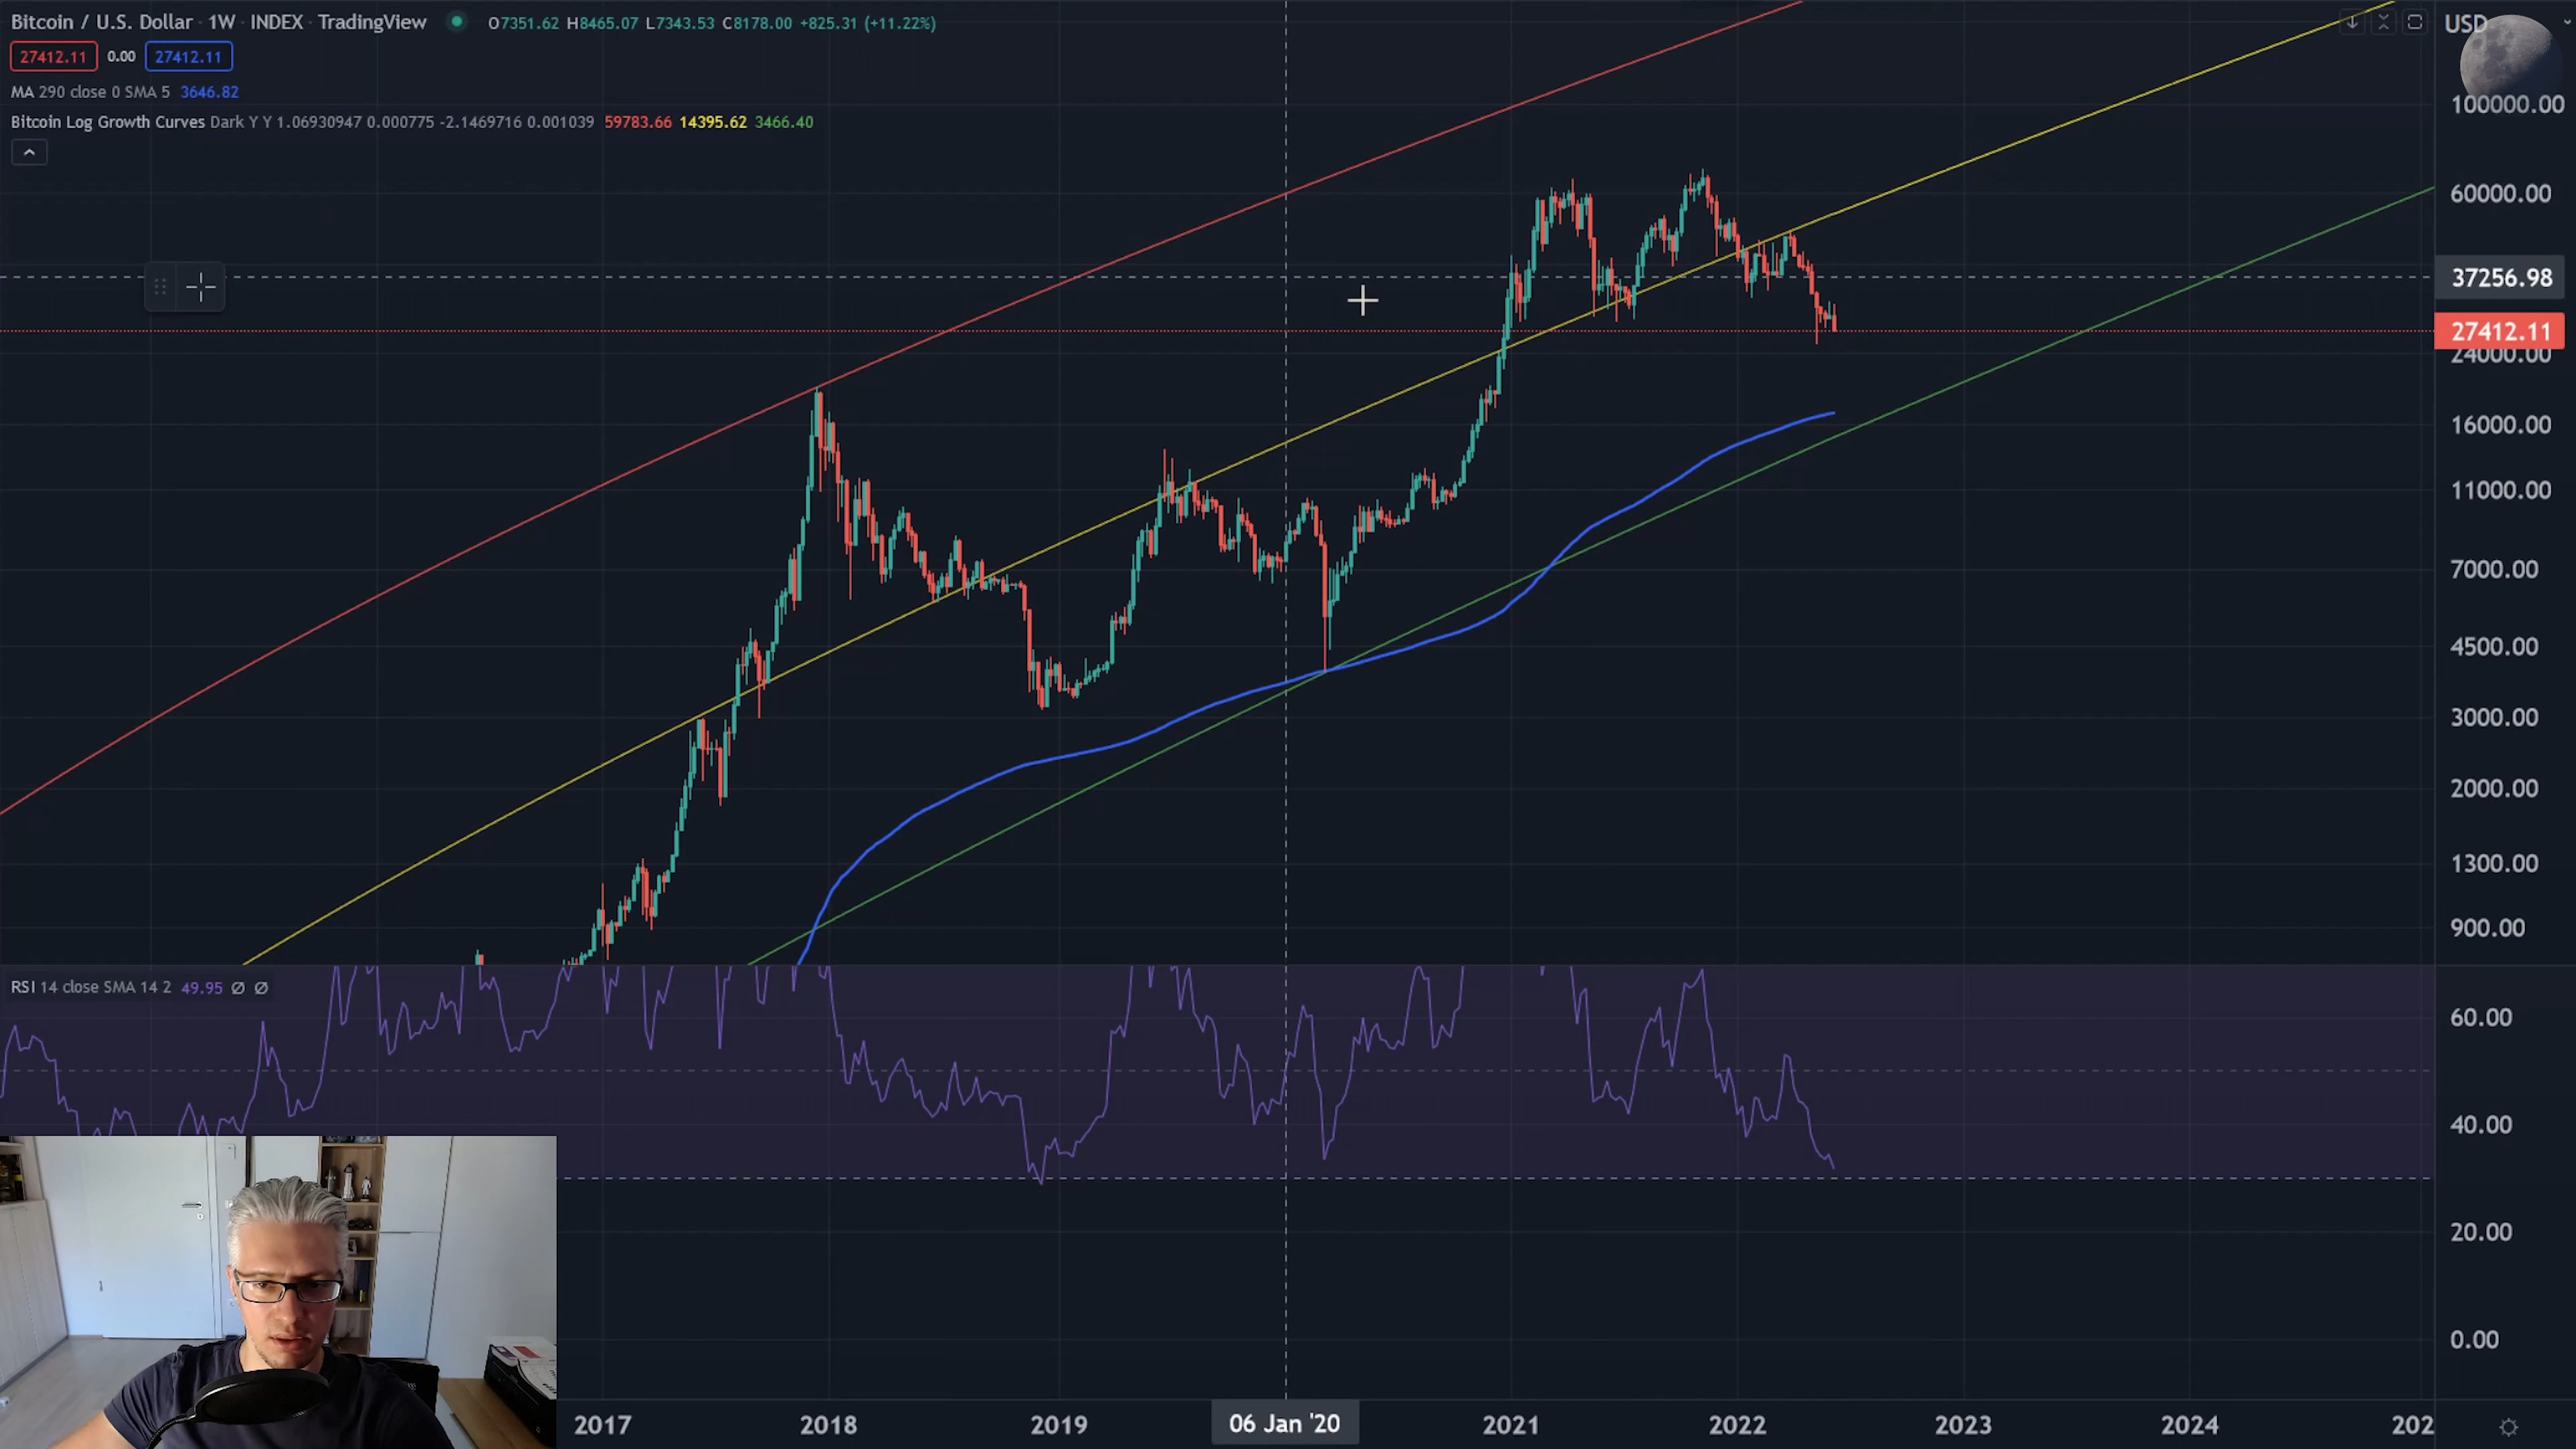 Bitcoin / U.S. Dollar · 1W · INDEX · TradingView O7351.62 H8465.07 L7343.53 C8178.00 +825.31 (+11.22%)
27412.11 0.00 27412.11
MA 290 close 0 SMA 5 3646.82
Bitcoin Log Growth Curves Dark Y Y 1.06930947 0.000775 -2.1469716 0.001039 59783.66 14395.62 3466.40
USD
100000.00
60000.00
37256.98
27412.11
24000.00
16000.00
11000.00
7000.00
4500.00
3000.00
2000.00
1300.00
900.00
RSI 14 close SMA 14 2 49.95 Ø Ø
60.00
40.00
20.00
0.00
2017 2018 2019 06 Jan '20 2021 2022 2023 2024 202